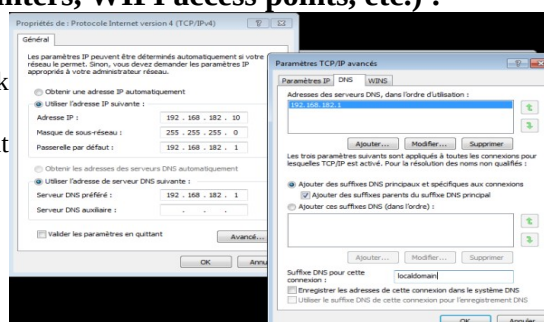 nters, WIFI access points, etc.) :
k
t
Propriétés de : Protocole Internet version 4 (TCP/IPv4)
Général
Les paramètres IP peuvent être déterminés automatiquement si votre
réseau le permet. Sinon, vous devez demander les paramètres IP
appropriés à votre administrateur réseau.
Obtenir une adresse IP automatiquement
Utiliser l'adresse IP suivante :
Adresse IP : 192 . 168 . 182 . 10
Masque de sous-réseau : 255 . 255 . 255 . 0
Passerelle par défaut : 192 . 168 . 182 . 1
Obtenir les adresses des serveurs DNS automatiquement
Utiliser l'adresse de serveur DNS suivante :
Serveur DNS préféré : 192 . 168 . 182 . 1
Serveur DNS auxiliaire : . . .
Valider les paramètres en quittant
Avancé...
OK Annu
Paramètres TCP/IP avancés
Paramètres IP DNS WINS
Adresses des serveurs DNS, dans l'ordre d'utilisation :
192.168.182.1
Ajouter... Modifier... Supprimer
Les trois paramètres suivants sont appliqués à toutes les connexions pour
lesquelles TCP/IP est activé. Pour la résolution des noms non qualifiés :
Ajouter des suffixes DNS principaux et spécifiques aux connexions
Ajouter des suffixes parents du suffixe DNS principal
Ajouter ces suffixes DNS (dans l'ordre) :
Ajouter... Modifier... Supprimer
Suffixe DNS pour cette
connexion : localdomain
Enregistrer les adresses de cette connexion dans le système DNS
Utiliser le suffixe DNS de cette connexion pour l'enregistrement
DNS
OK Annuler